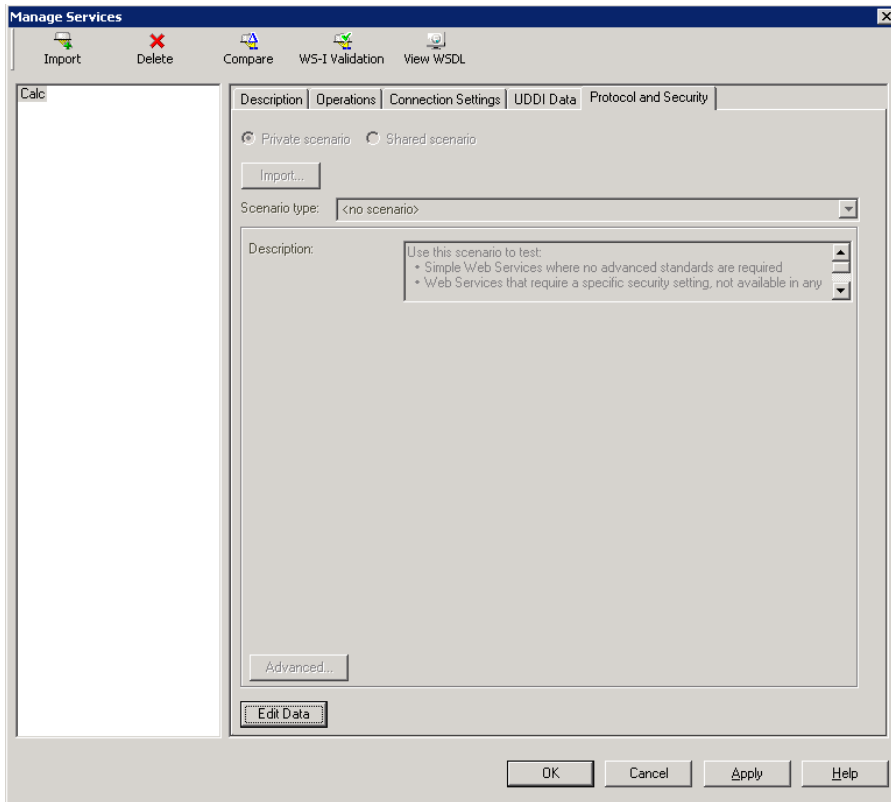 Manage Services
Import Delete Compare WS-I Validation View WSDL
Calc
Description Operations Connection Settings UDDI Data Protocol and Security
Private scenario Shared scenario
Import...
Scenario type: <no scenario>
Description: Use this scenario to test:
• Simple Web Services where no advanced standards are required
• Web Services that require a specific security setting, not available in any
Advanced...
Edit Data
OK Cancel Apply Help